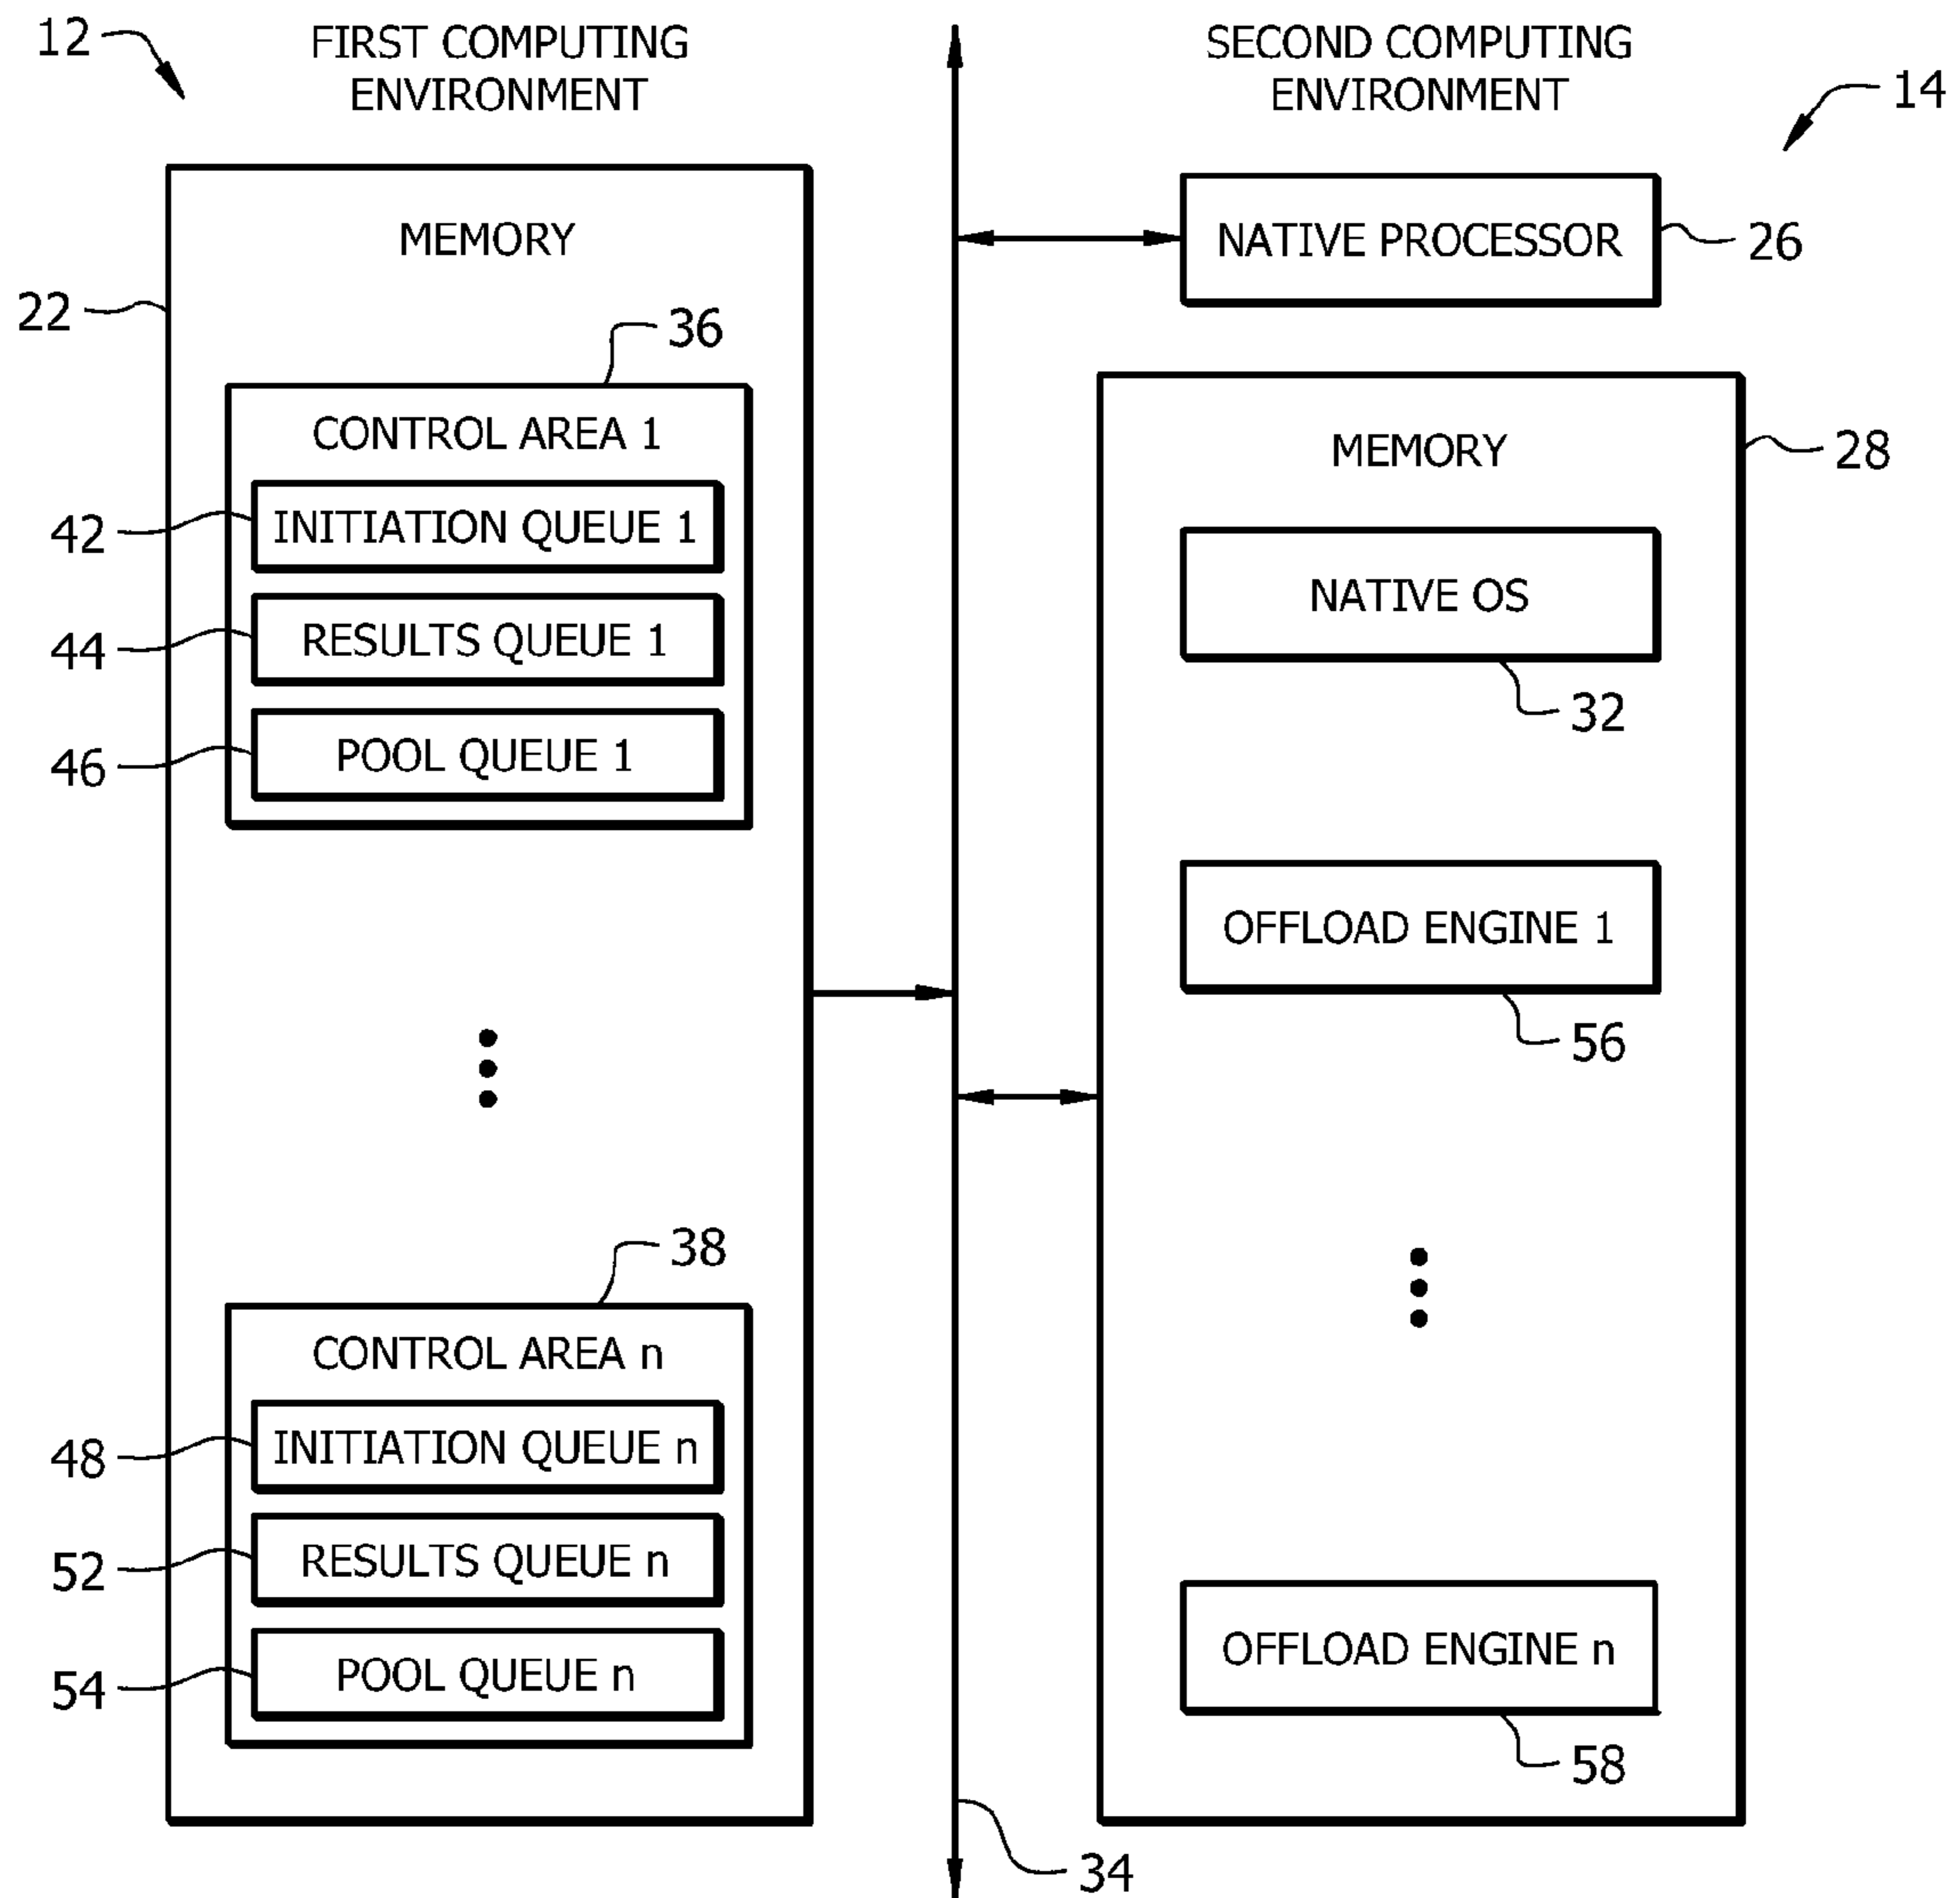 12
FIRST COMPUTING
ENVIRONMENT
MEMORY
22
36
CONTROL AREA 1
42
INITIATION QUEUE 1
44
RESULTS QUEUE 1
46
POOL QUEUE 1
38
CONTROL AREA n
48
INITIATION QUEUE n
52
RESULTS QUEUE n
54
POOL QUEUE n
34
SECOND COMPUTING
ENVIRONMENT
14
NATIVE PROCESSOR
26
MEMORY
28
NATIVE OS
32
OFFLOAD ENGINE 1
56
OFFLOAD ENGINE n
58